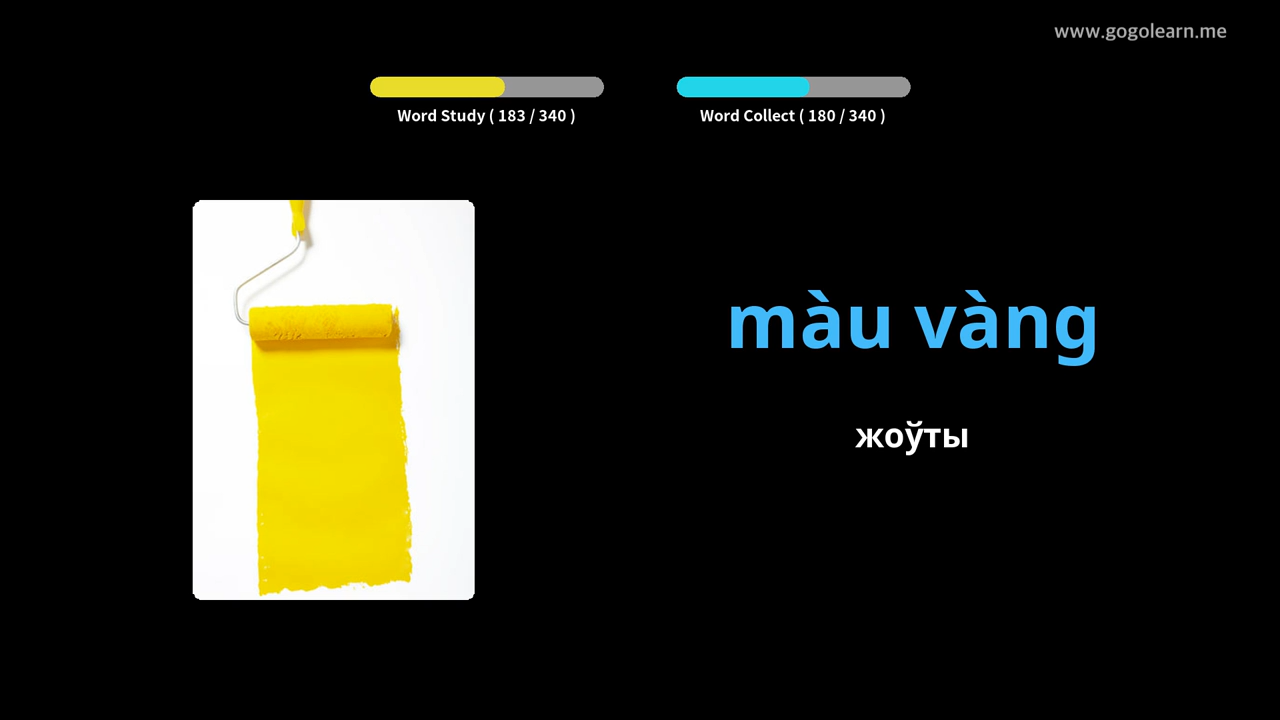 www.gogolearn.me
Word Study ( 183 / 340 )
Word Collect ( 180 / 340 )
màu vàng
жоўты